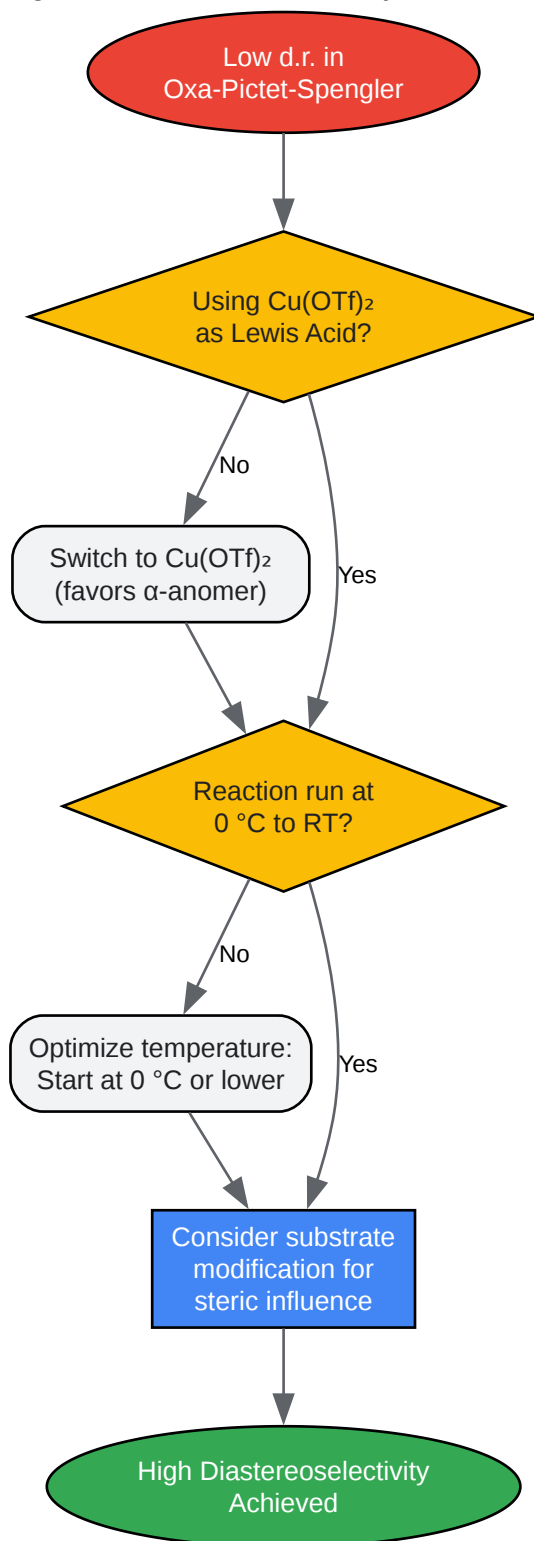 Low d.r. in
Oxa-Pictet-Spengler
Using Cu(OTf)₂
as Lewis Acid?
No
Switch to Cu(OTf)₂
(favors α-anomer)
Yes
Reaction run at
0 °C to RT?
No
Optimize temperature:
Start at 0 °C or lower
Yes
Consider substrate
modification for
steric influence
High Diastereoselectivity
Achieved